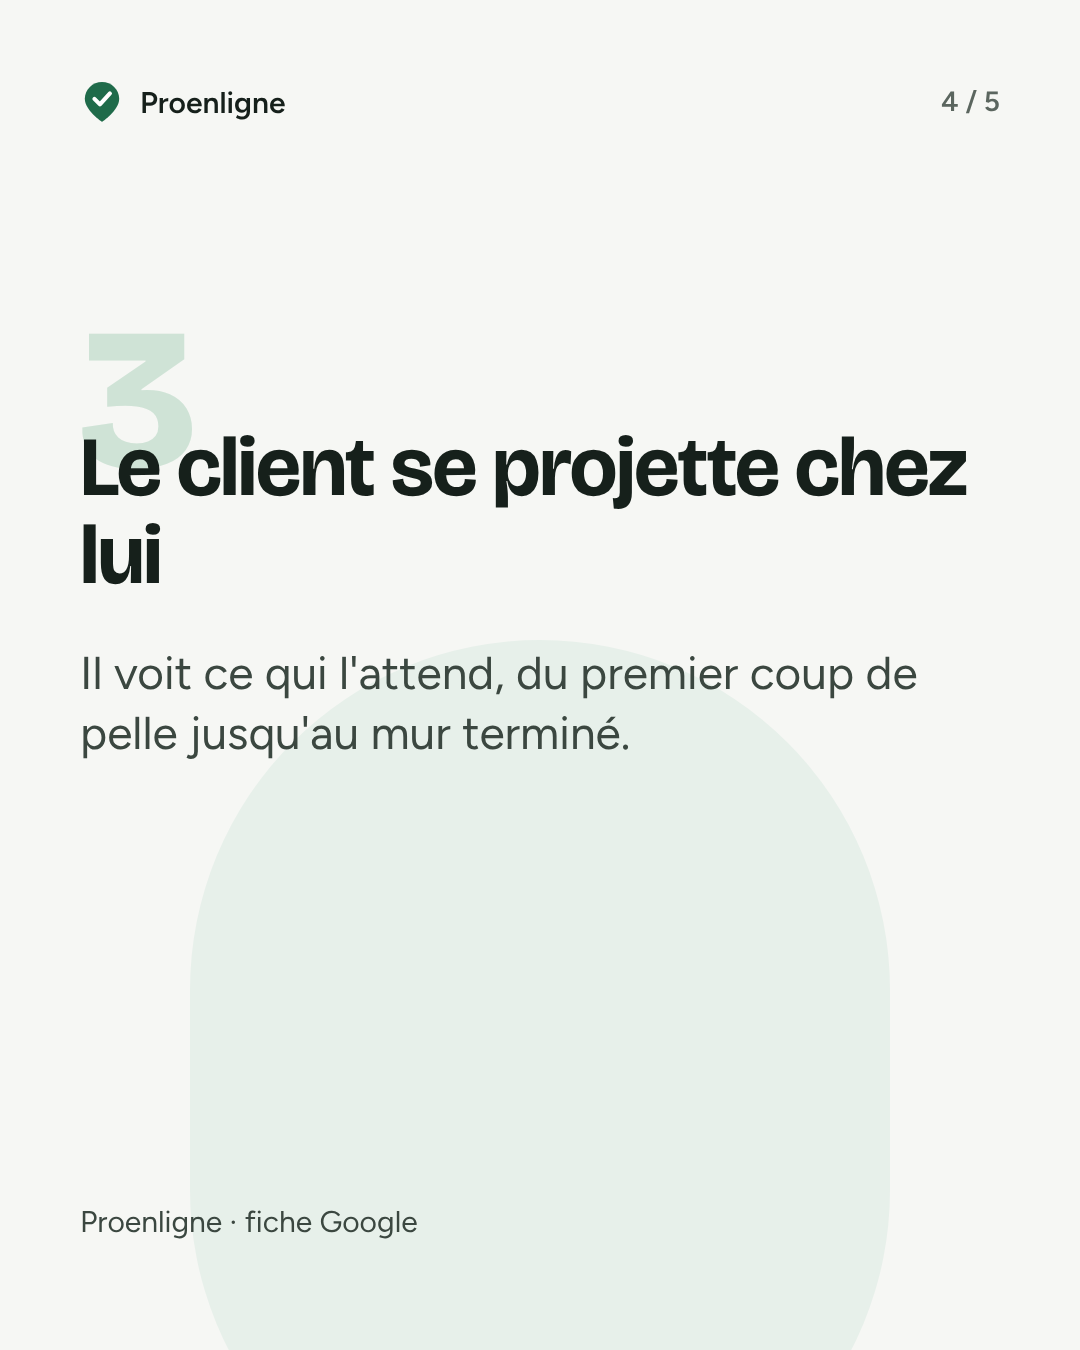 Proenligne
4 / 5
3
Le client se projette chez
lui
Il voit ce qui l'attend, du premier coup de
pelle jusqu'au mur terminé.
Proenligne · fiche Google